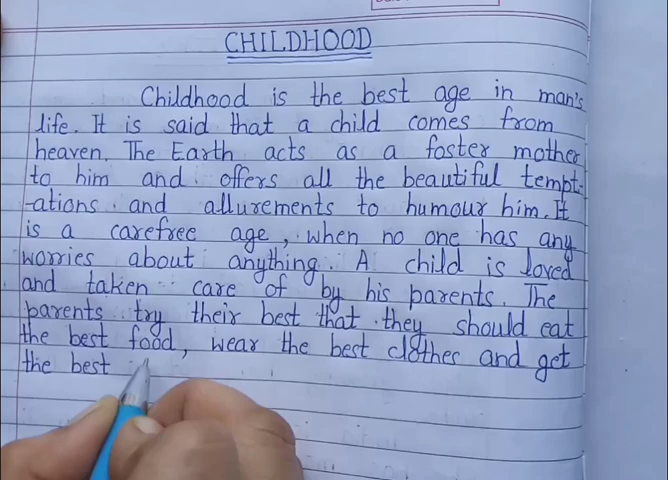 CHILDHOOD
Childhood is the best age in man's
life. It is said that a child comes from
heaven. The Earth acts as a foster mother
to him and offers all the beautiful tempt-
-ations and allurements to humour him. It
is a carefree age, when no one has any
worries about anything. A child is loved
and taken care of by his parents. The
parents try their best that they should eat
the best food, wear the best clothes and get
the best